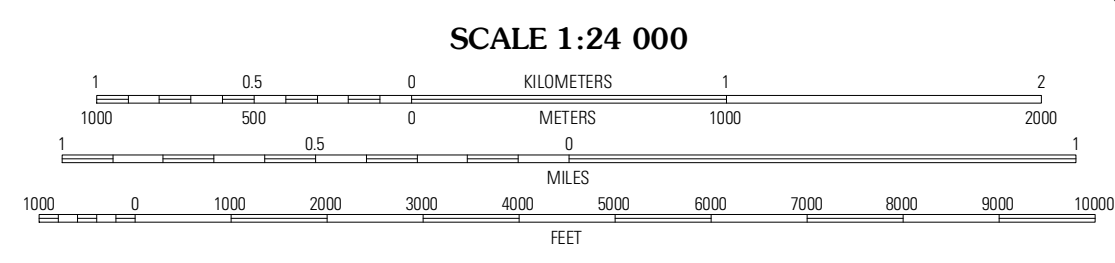 SCALE 1:24 000
1 0.5 0 KILOMETERS 1 2
1000 500 0 METERS 1000 2000
1 0.5 0 1
MILES
1000 0 1000 2000 3000 4000 5000 6000 7000 8000 9000 10000
FEET